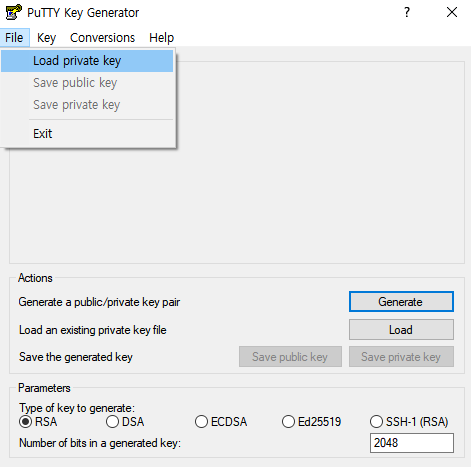 PuTTY Key Generator
File Key Conversions Help
Load private key
Save public key
Save private key
Exit
Actions
Generate a public/private key pair Generate
Load an existing private key file Load
Save the generated key Save public key Save private key
Parameters
Type of key to generate:
RSA DSA ECDSA Ed25519 SSH-1 (RSA)
Number of bits in a generated key: 2048